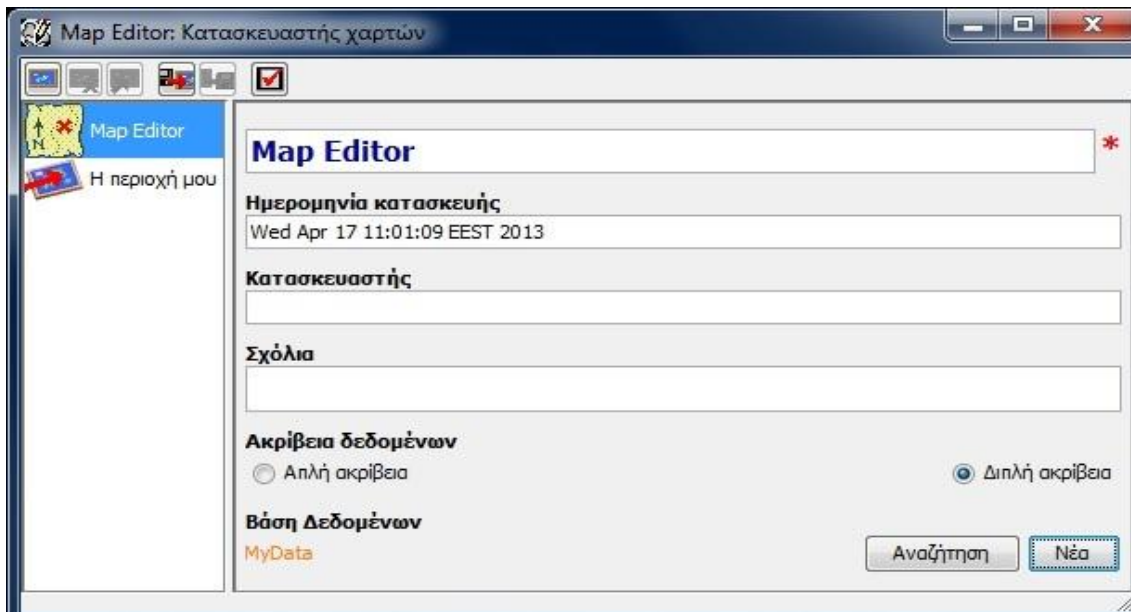 Map Editor: Κατασκευαστής χαρτών
Map Editor
Η περιοχή μου
Map Editor *
Ημερομηνία κατασκευής
Wed Apr 17 11:01:09 EEST 2013
Κατασκευαστής
Σχόλια
Ακρίβεια δεδομένων
Απλή ακρίβεια Διπλή ακρίβεια
Βάση Δεδομένων
MyData Αναζήτηση Νέα